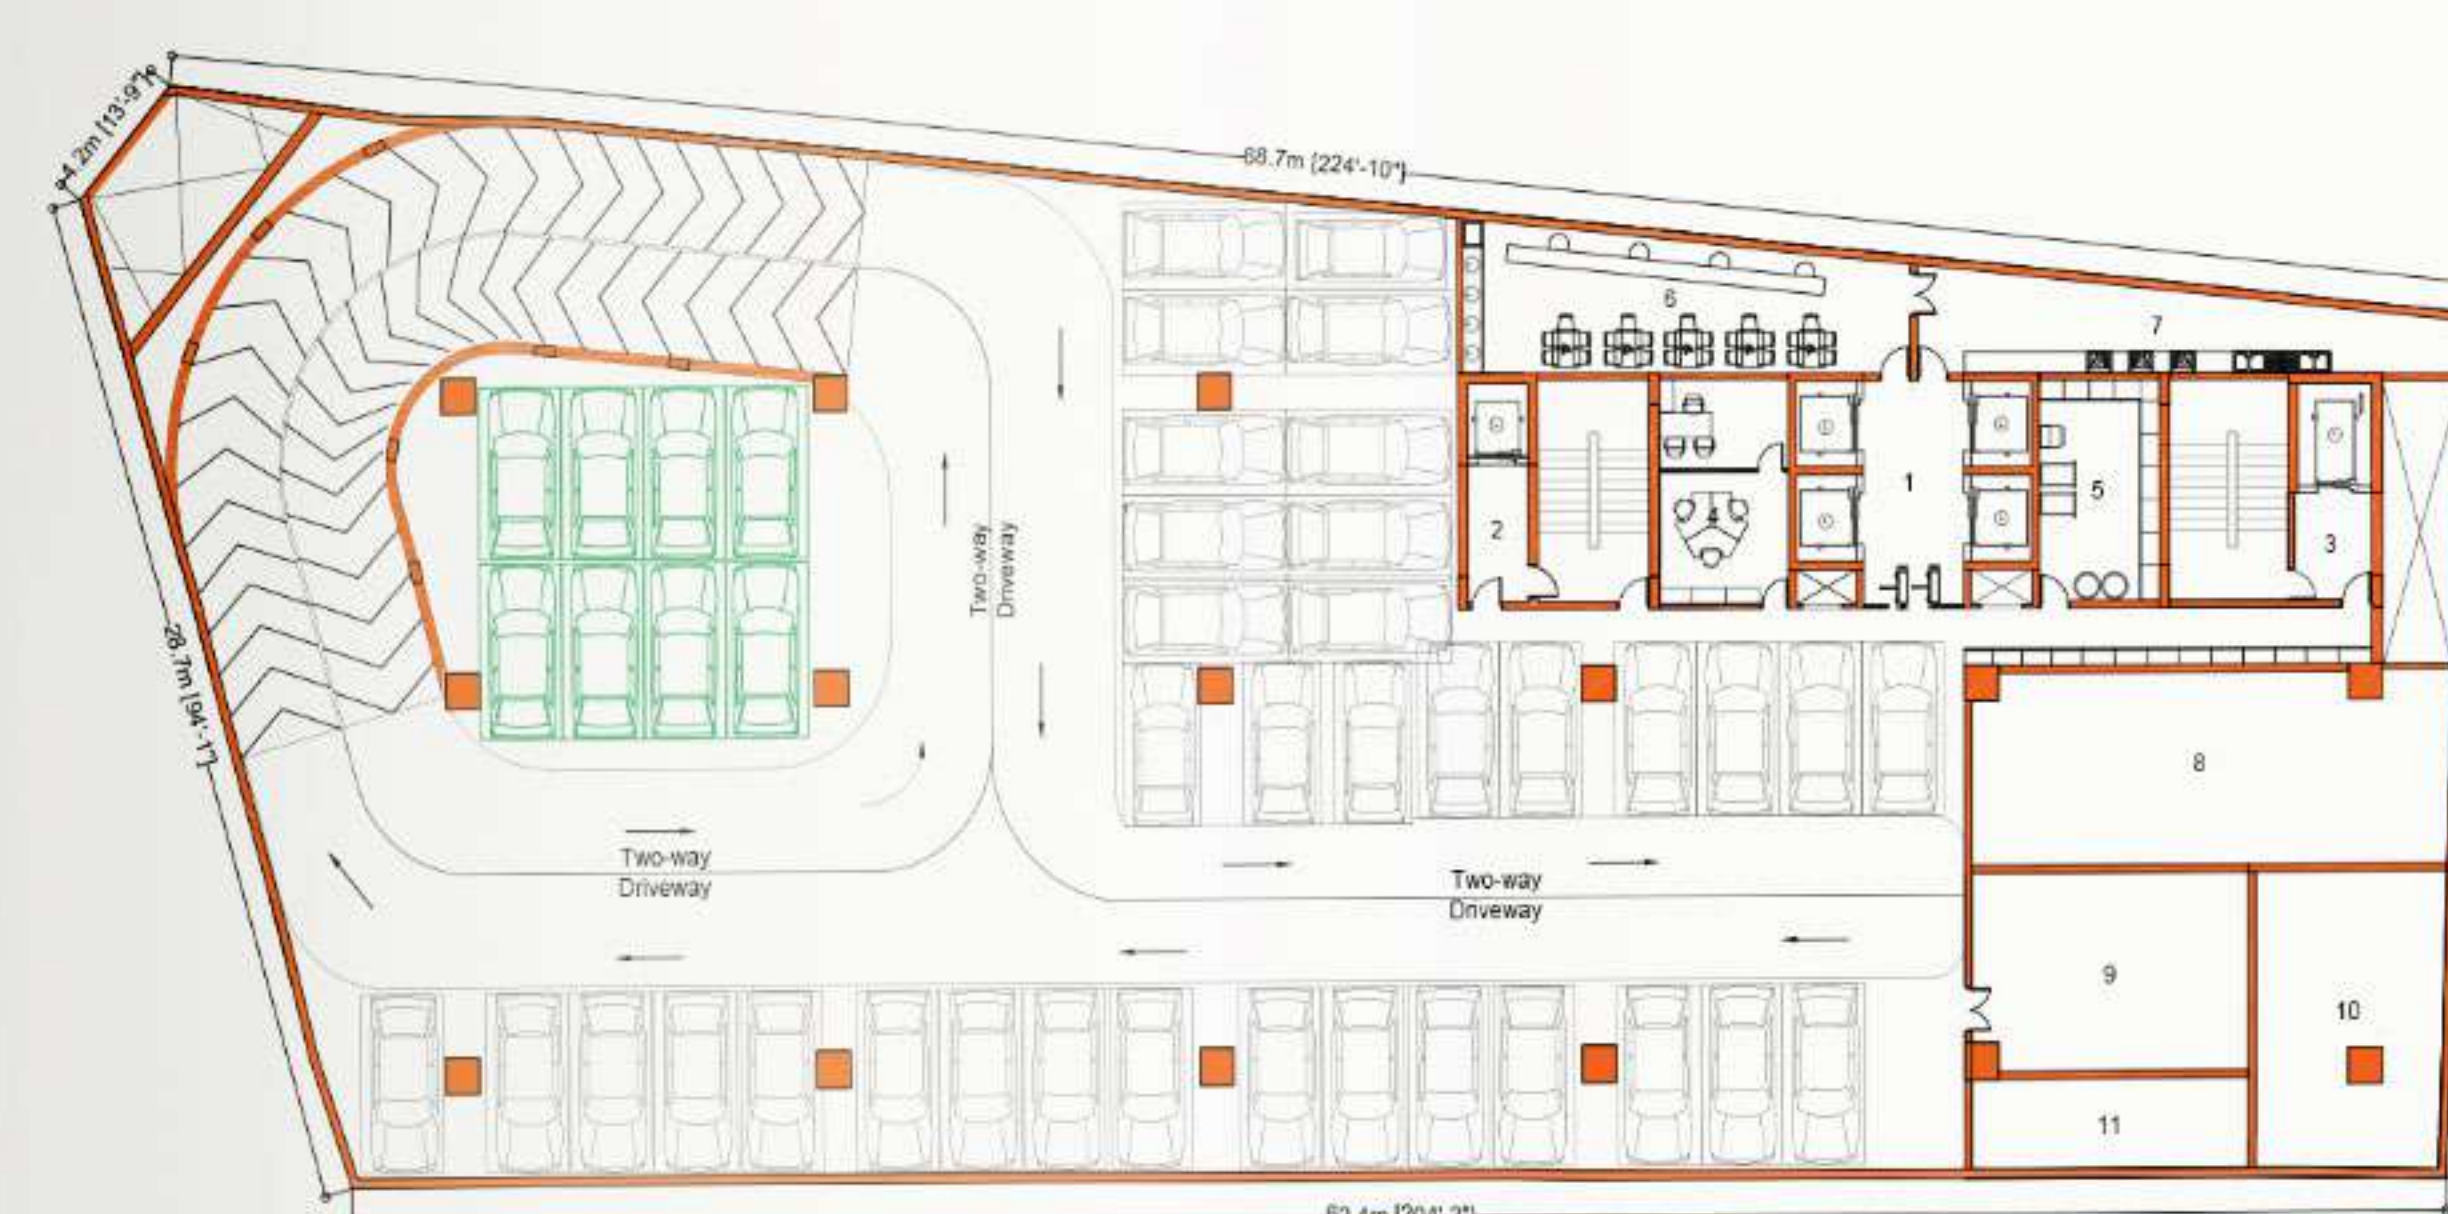 4.2m [13'-9"]
68.7m [224'-10"]
6
7
1
2
4
5
3
Two-way
Driveway
28.7m [94'-1"]
8
Two-way
Driveway
Two-way
Driveway
9
10
11